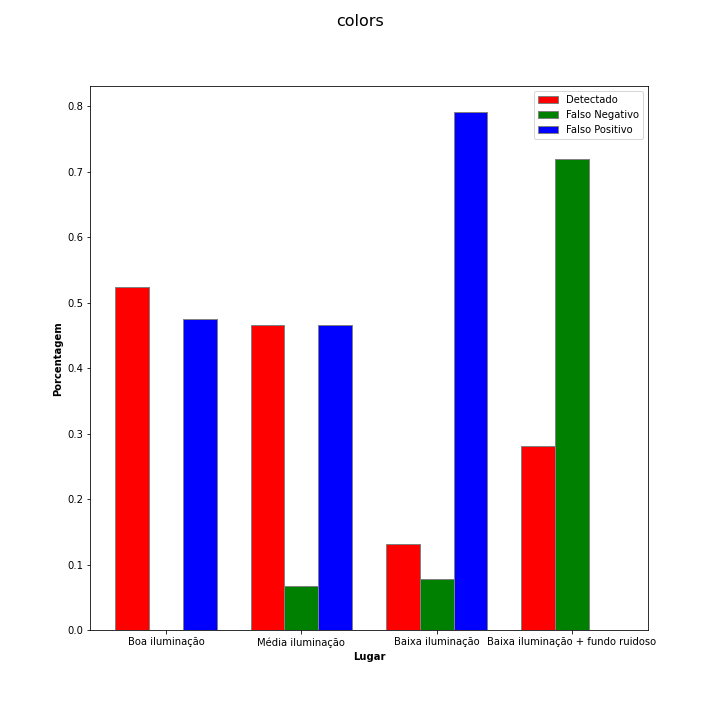 colors
Detectado
Falso Negativo
Falso Positivo
Porcentagem
0.8
0.7
0.6
0.5
0.4
0.3
0.2
0.1
0.0
Boa iluminação
Média iluminação
Baixa iluminação
Baixa iluminação + fundo ruidoso
Lugar